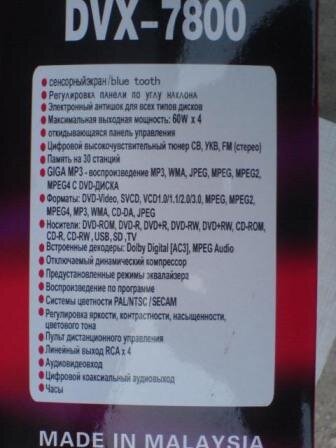 DVX-7800
• сенсорный экран/blue tooth
• Регулировка панели по углу наклона
• Электронный антишок для всех типов дисков
• Максимальная выходная мощность: 60W x 4
• откидывающаяся панель управления
• Цифровой высокочувствительный тюнер СВ, УКВ, FM (стерео)
• Память на 30 станций
• GIGA MP3 - воспроизведение MP3, WMA, JPEG, MPEG, MPEG2,
MPEG4 С DVD-ДИСКА
• Форматы: DVD-Video, SVCD, VCD1.0/1.1/2.0/3.0, MPEG, MPEG2,
MPEG4, MP3, WMA, CD-DA, JPEG
• Носители: DVD-ROM, DVD-R, DVD+R, DVD-RW, DVD+RW, CD-ROM,
CD-R, CD-RW , USB, SD ,TV
• Встроенные декодеры: Dolby Digital [AC3], MPEG Audio
• Отключаемый динамический компрессор
• Предустановленные режимы эквалайзера
• Воспроизведение по программе
• Системы цветности PAL/NTSC /SECAM
• Регулировка яркости, контрастности, насыщенности,
цветового тона
• Пульт дистанционного управления
• Линейный выход RCA x 4
• Аудиовидеовход
• Цифровой коаксиальный аудиовыход
• Часы
MADE IN MALAYSIA